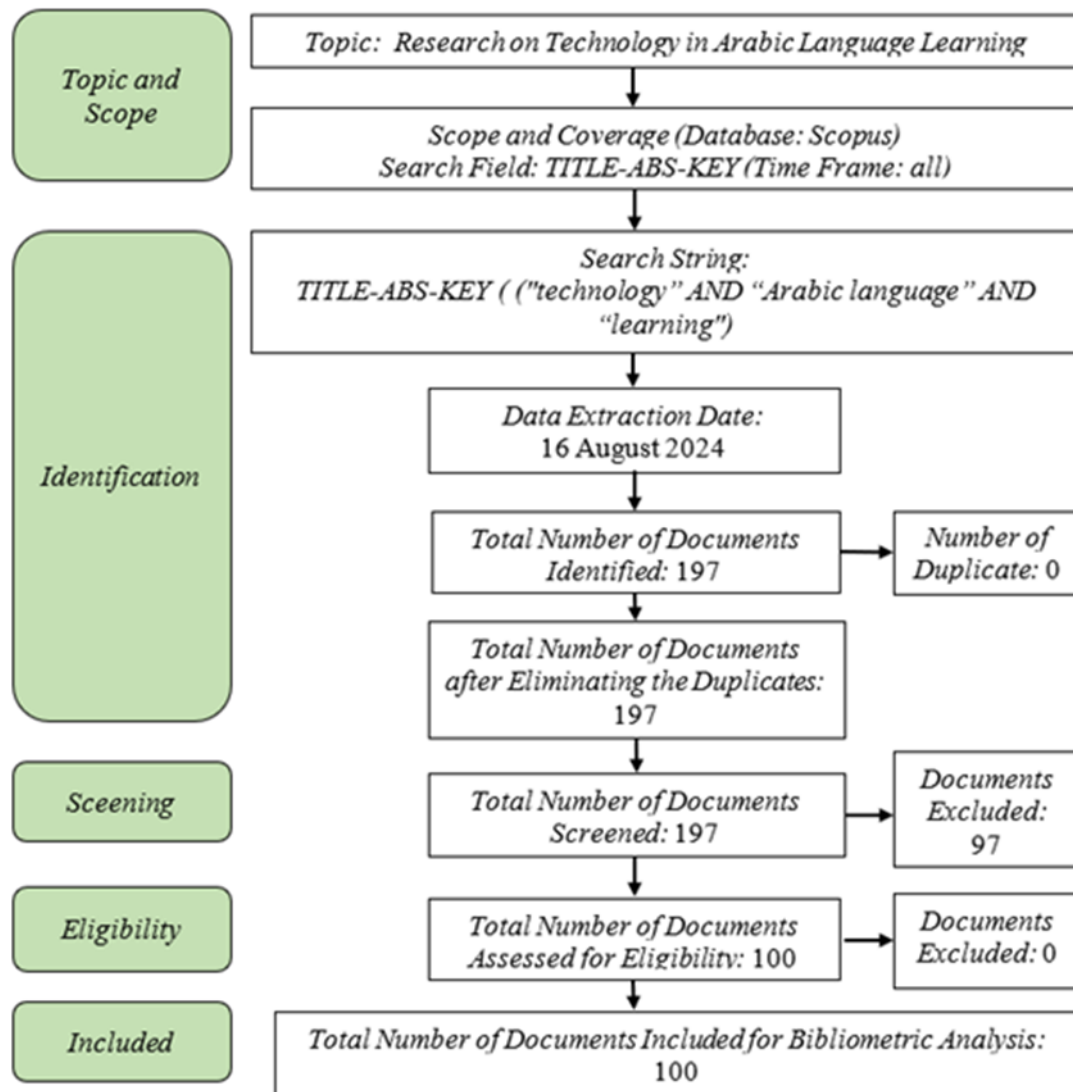 Topic and
Scope
Topic: Research on Technology in Arabic Language Learning
Scope and Coverage (Database: Scopus)
Search Field: TITLE-ABS-KEY (Time Frame: all)
Identification
Search String:
TITLE-ABS-KEY ( ("technology” AND “Arabic language” AND
“learning")
Data Extraction Date:
16 August 2024
Total Number of Documents
Identified: 197
Number of
Duplicate: 0
Total Number of Documents
after Eliminating the Duplicates:
197
Sceening
Total Number of Documents
Screened: 197
Documents
Excluded:
97
Eligibility
Total Number of Documents
Assessed for Eligibility: 100
Documents
Excluded: 0
Included
Total Number of Documents Included for Bibliometric Analysis:
100